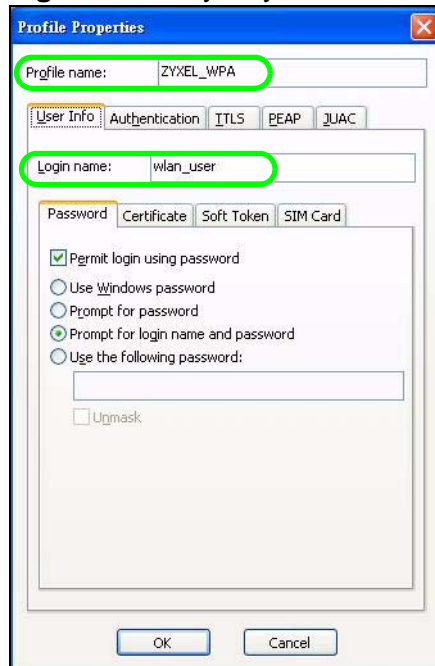 Profile Properties
Profile name: ZYXEL_WPA
User Info Authentication TTLS PEAP JUAC
Login name: wlan_user
Password Certificate Soft Token SIM Card
Permit login using password
Use Windows password
Prompt for password
Prompt for login name and password
Use the following password:
Unmask
OK Cancel